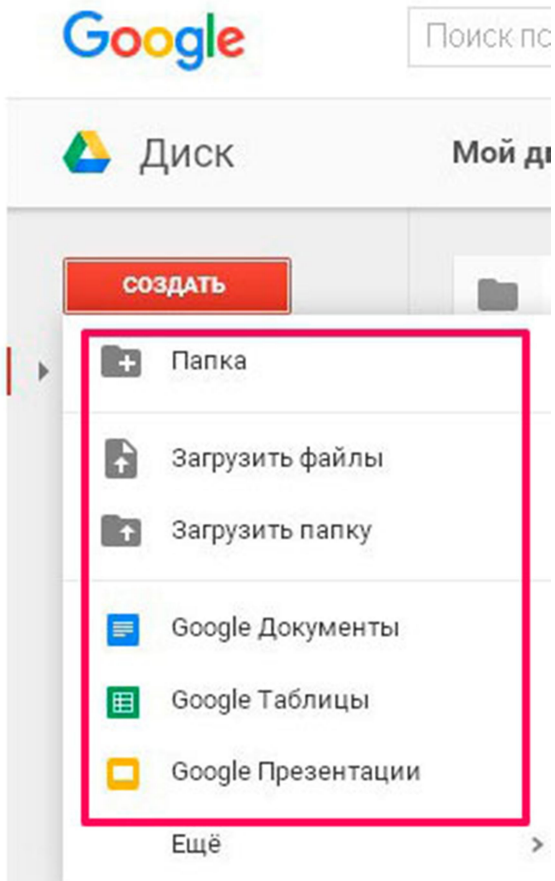 Google
Поиск по
Диск
Мой ди
СОЗДАТЬ
Папка
Загрузить файлы
Загрузить папку
Google Документы
Google Таблицы
Google Презентации
Ещё